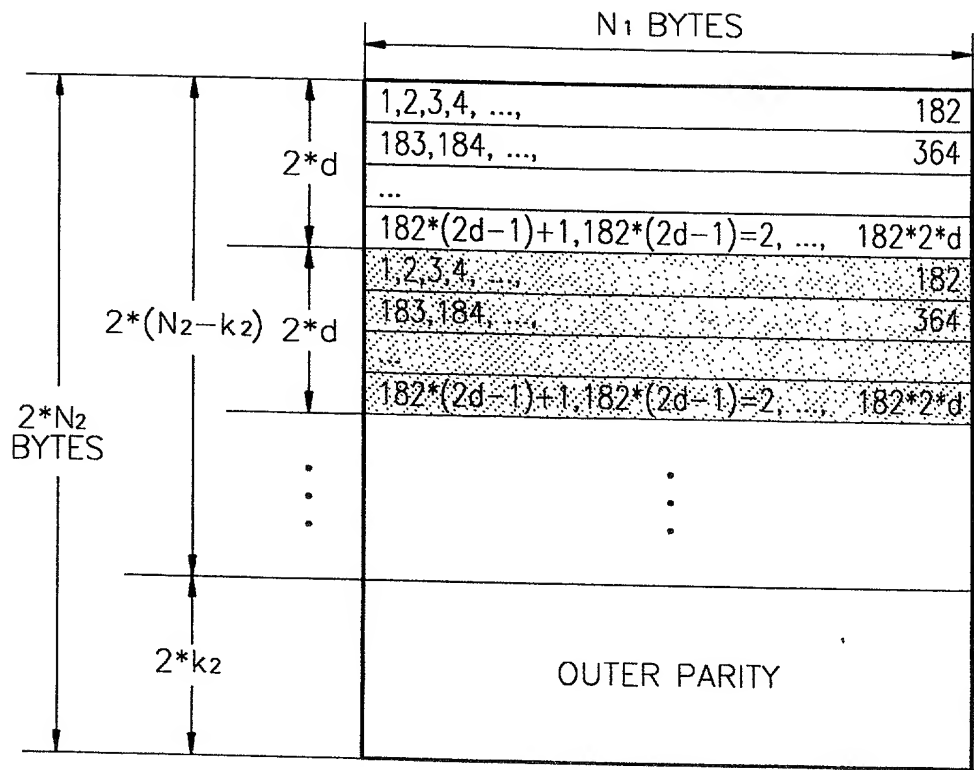 N1 BYTES
1,2,3,4, ..., 182
183,184, ..., 364
...
182*(2d-1)+1,182*(2d-1)=2, ..., 182*2*d
2*d
1,2,3,4, ..., 182
183,184, ..., 364
...
182*(2d-1)+1,182*(2d-1)=2, ..., 182*2*d
2*(N2-k2)
2*d
2*N2
BYTES
2*k2
OUTER PARITY